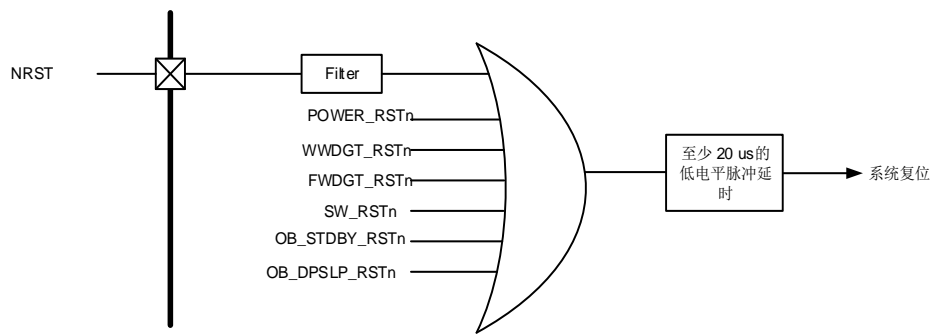 NRST
Filter
POWER_RSTn
WWDGT_RSTn
FWDGT_RSTn
SW_RSTn
OB_STDBY_RSTn
OB_DPSLP_RSTn
至少 20 us的
低电平脉冲延
时
系统复位